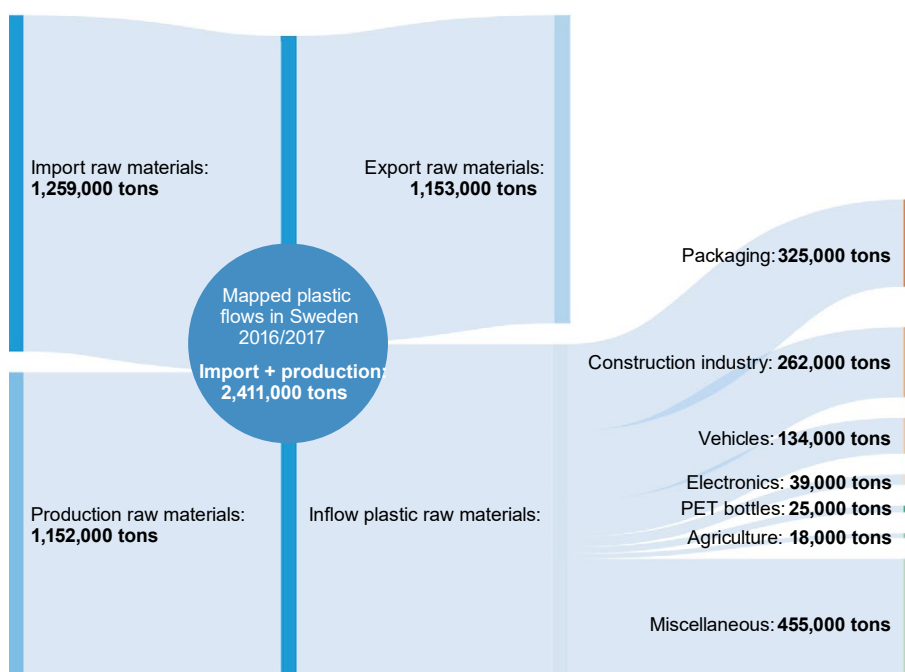 Import raw materials:
1,259,000 tons
Export raw materials:
1,153,000 tons
Mapped plastic
flows in Sweden
2016/2017
Import + production:
2,411,000 tons
Production raw materials:
1,152,000 tons
Inflow plastic raw materials:
Packaging: 325,000 tons
Construction industry: 262,000 tons
Vehicles: 134,000 tons
Electronics: 39,000 tons
PET bottles: 25,000 tons
Agriculture: 18,000 tons
Miscellaneous: 455,000 tons